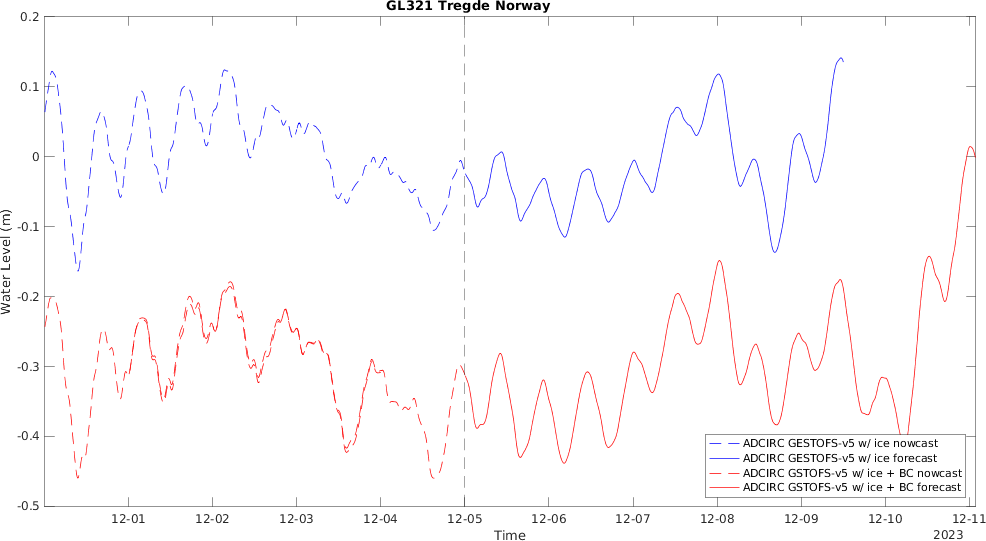 GL321 Tregde Norway
0.2
0.1
0
-0.1
-0.2
-0.3
-0.4
-0.5
Water Level (m)
ADCIRC GESTOFS-v5 w/ ice nowcast
ADCIRC GESTOFS-v5 w/ ice forecast
ADCIRC GSTOFS-v5 w/ ice + BC nowcast
ADCIRC GSTOFS-v5 w/ ice + BC forecast
12-01 12-02 12-03 12-04 12-05 12-06 12-07 12-08 12-09 12-10 12-11
Time
2023